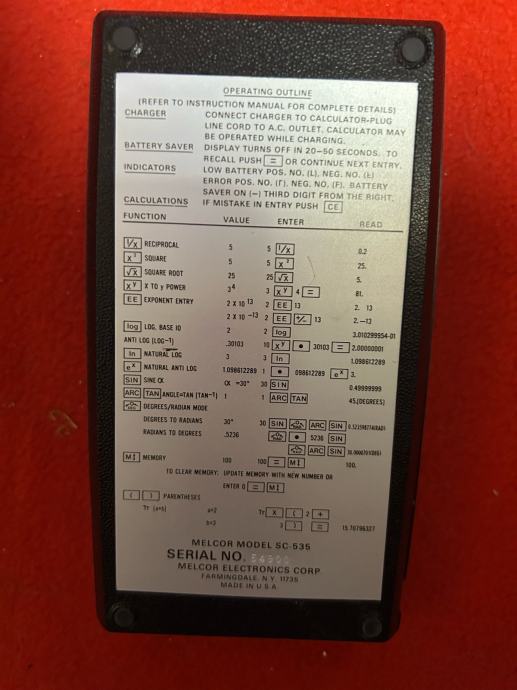 OPERATING OUTLINE
(REFER TO INSTRUCTION MANUAL FOR COMPLETE DETAILS)
CHARGER CONNECT CHARGER TO CALCULATOR-PLUG
LINE CORD TO A.C. OUTLET. CALCULATOR MAY
BE OPERATED WHILE CHARGING.
BATTERY SAVER DISPLAY TURNS OFF IN 20-50 SECONDS. TO
RECALL PUSH = OR CONTINUE NEXT ENTRY.
INDICATORS LOW BATTERY POS. NO. (L). NEG. NO. (Ł)
ERROR POS. NO. (Γ). NEG. NO. (F). BATTERY
SAVER ON (–) THIRD DIGIT FROM THE RIGHT.
CALCULATIONS IF MISTAKE IN ENTRY PUSH CE
FUNCTION VALUE ENTER READ
1/X RECIPROCAL 5 5 1/X 0.2
X² SQUARE 5 5 X² 25.
√X SQUARE ROOT 25 25 √X 5.
X^Y X TO y POWER 3⁴ 3 X^Y 4 = 81.
EE EXPONENT ENTRY 2 X 10¹³ 2 EE 13 2. 13
2 X 10⁻¹³ 2 EE +/– 13 2.–13
log LOG, BASE 10 2 2 log 3.010299954-01
ANTI LOG (LOG⁻¹) .30103 10 X^Y • 30103 = 2.00000001
ln NATURAL LOG 3 3 ln 1.098612289
e^x NATURAL ANTI LOG 1.098612289 1 • 098612289 e^x 3.
SIN SINE α α =30° 30 SIN 0.49999999
ARC TAN ANGLE=TAN (TAN⁻¹) 1 1 ARC TAN 45.(DEGREES)
DEGREES/RADIAN MODE
DEGREES TO RADIANS 30° 30 SIN ARC SIN
RADIANS TO DEGREES .5236 • 5236 SIN
ARC SIN
M↕ MEMORY 100 100 = M↕ 100.
TO CLEAR MEMORY: UPDATE MEMORY WITH NEW NUMBER OR
ENTER 0 = M↕
( ) PARENTHESES
π (a+b) a=2 π X ( 2 +
b=3 3 ) = 15.70796327
MELCOR MODEL SC-535
SERIAL NO.
MELCOR ELECTRONICS CORP
FARMINGDALE, N.Y. 11735
MADE IN U S A